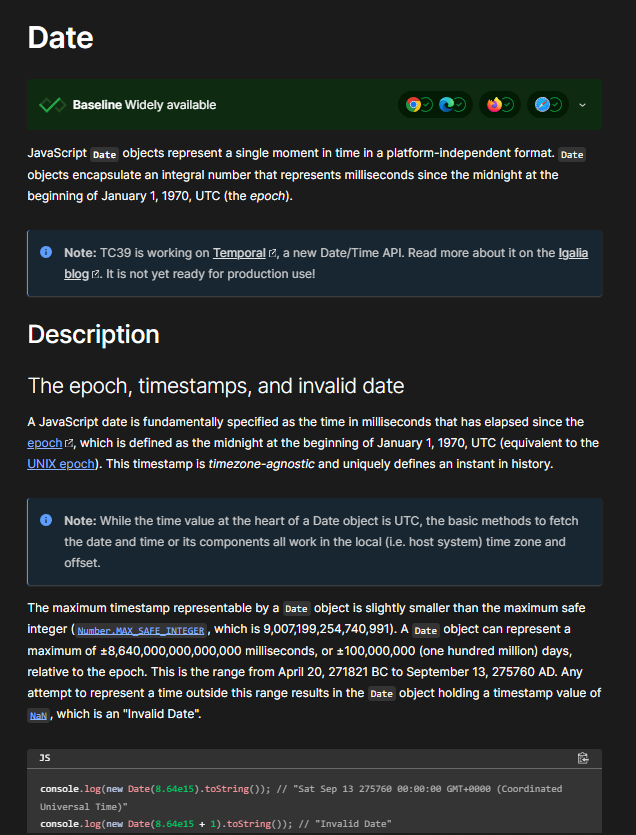 Date
Baseline Widely available
JavaScript Date objects represent a single moment in time in a platform-independent format. Date
objects encapsulate an integral number that represents milliseconds since the midnight at the
beginning of January 1, 1970, UTC (the epoch).
Note: TC39 is working on Temporal, a new Date/Time API. Read more about it on the Igalia
blog. It is not yet ready for production use!
Description
The epoch, timestamps, and invalid date
A JavaScript date is fundamentally specified as the time in milliseconds that has elapsed since the
epoch, which is defined as the midnight at the beginning of January 1, 1970, UTC (equivalent to the
UNIX epoch). This timestamp is timezone-agnostic and uniquely defines an instant in history.
Note: While the time value at the heart of a Date object is UTC, the basic methods to fetch
the date and time or its components all work in the local (i.e. host system) time zone and
offset.
The maximum timestamp representable by a Date object is slightly smaller than the maximum safe
integer (Number.MAX_SAFE_INTEGER, which is 9,007,199,254,740,991). A Date object can represent a
maximum of ±8,640,000,000,000,000 milliseconds, or ±100,000,000 (one hundred million) days,
relative to the epoch. This is the range from April 20, 271821 BC to September 13, 275760 AD. Any
attempt to represent a time outside this range results in the Date object holding a timestamp value of
NaN, which is an "Invalid Date".
JS
console.log(new Date(8.64e15).toString()); // "Sat Sep 13 275760 00:00:00 GMT+0000 (Coordinated
Universal Time)"
console.log(new Date(8.64e15 + 1).toString()); // "Invalid Date"